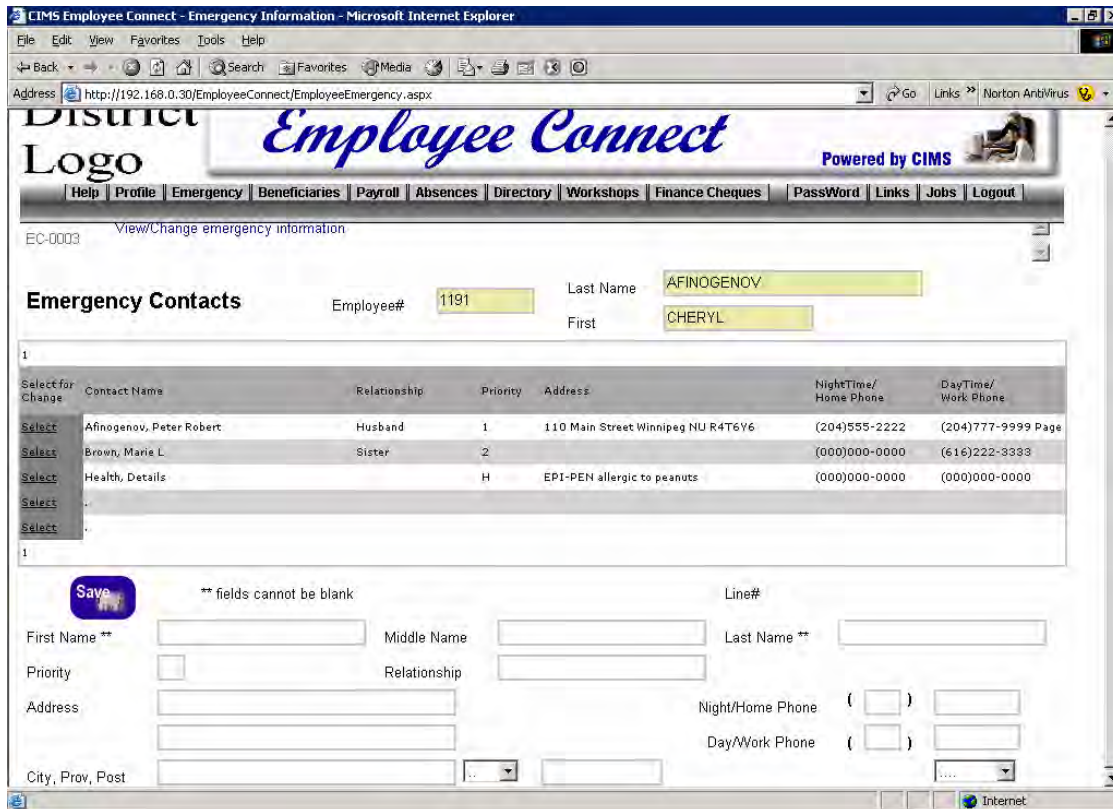 CIMS Employee Connect - Emergency Information - Microsoft Internet Explorer
File Edit View Favorites Tools Help
Back Search Favorites Media
Address http://192.168.0.30/EmployeeConnect/EmployeeEmergency.aspx Go Links » Norton AntiVirus
District
Logo
Employee Connect
Powered by CIMS
Help Profile Emergency Beneficiaries Payroll Absences Directory Workshops Finance Cheques PassWord Links Jobs Logout
View/Change emergency information
EC-0003
Emergency Contacts Employee# 1191 Last Name AFINOGENOV
First CHERYL
1
Select for Change Contact Name Relationship Priority Address NightTime/ Home Phone DayTime/ Work Phone
Select Afinogenov, Peter Robert Husband 1 110 Main Street Winnipeg NU R4T6Y6 (204)555-2222 (204)777-9999 Page
Select Brown, Marie L Sister 2 (000)000-0000 (616)222-3333
Select Health, Details H EPI-PEN allergic to peanuts (000)000-0000 (000)000-0000
Select .
Select .
1
Save ** fields cannot be blank Line#
First Name ** Middle Name Last Name **
Priority Relationship
Address Night/Home Phone ( )
Day/Work Phone ( )
City, Prov, Post .. ....
Internet